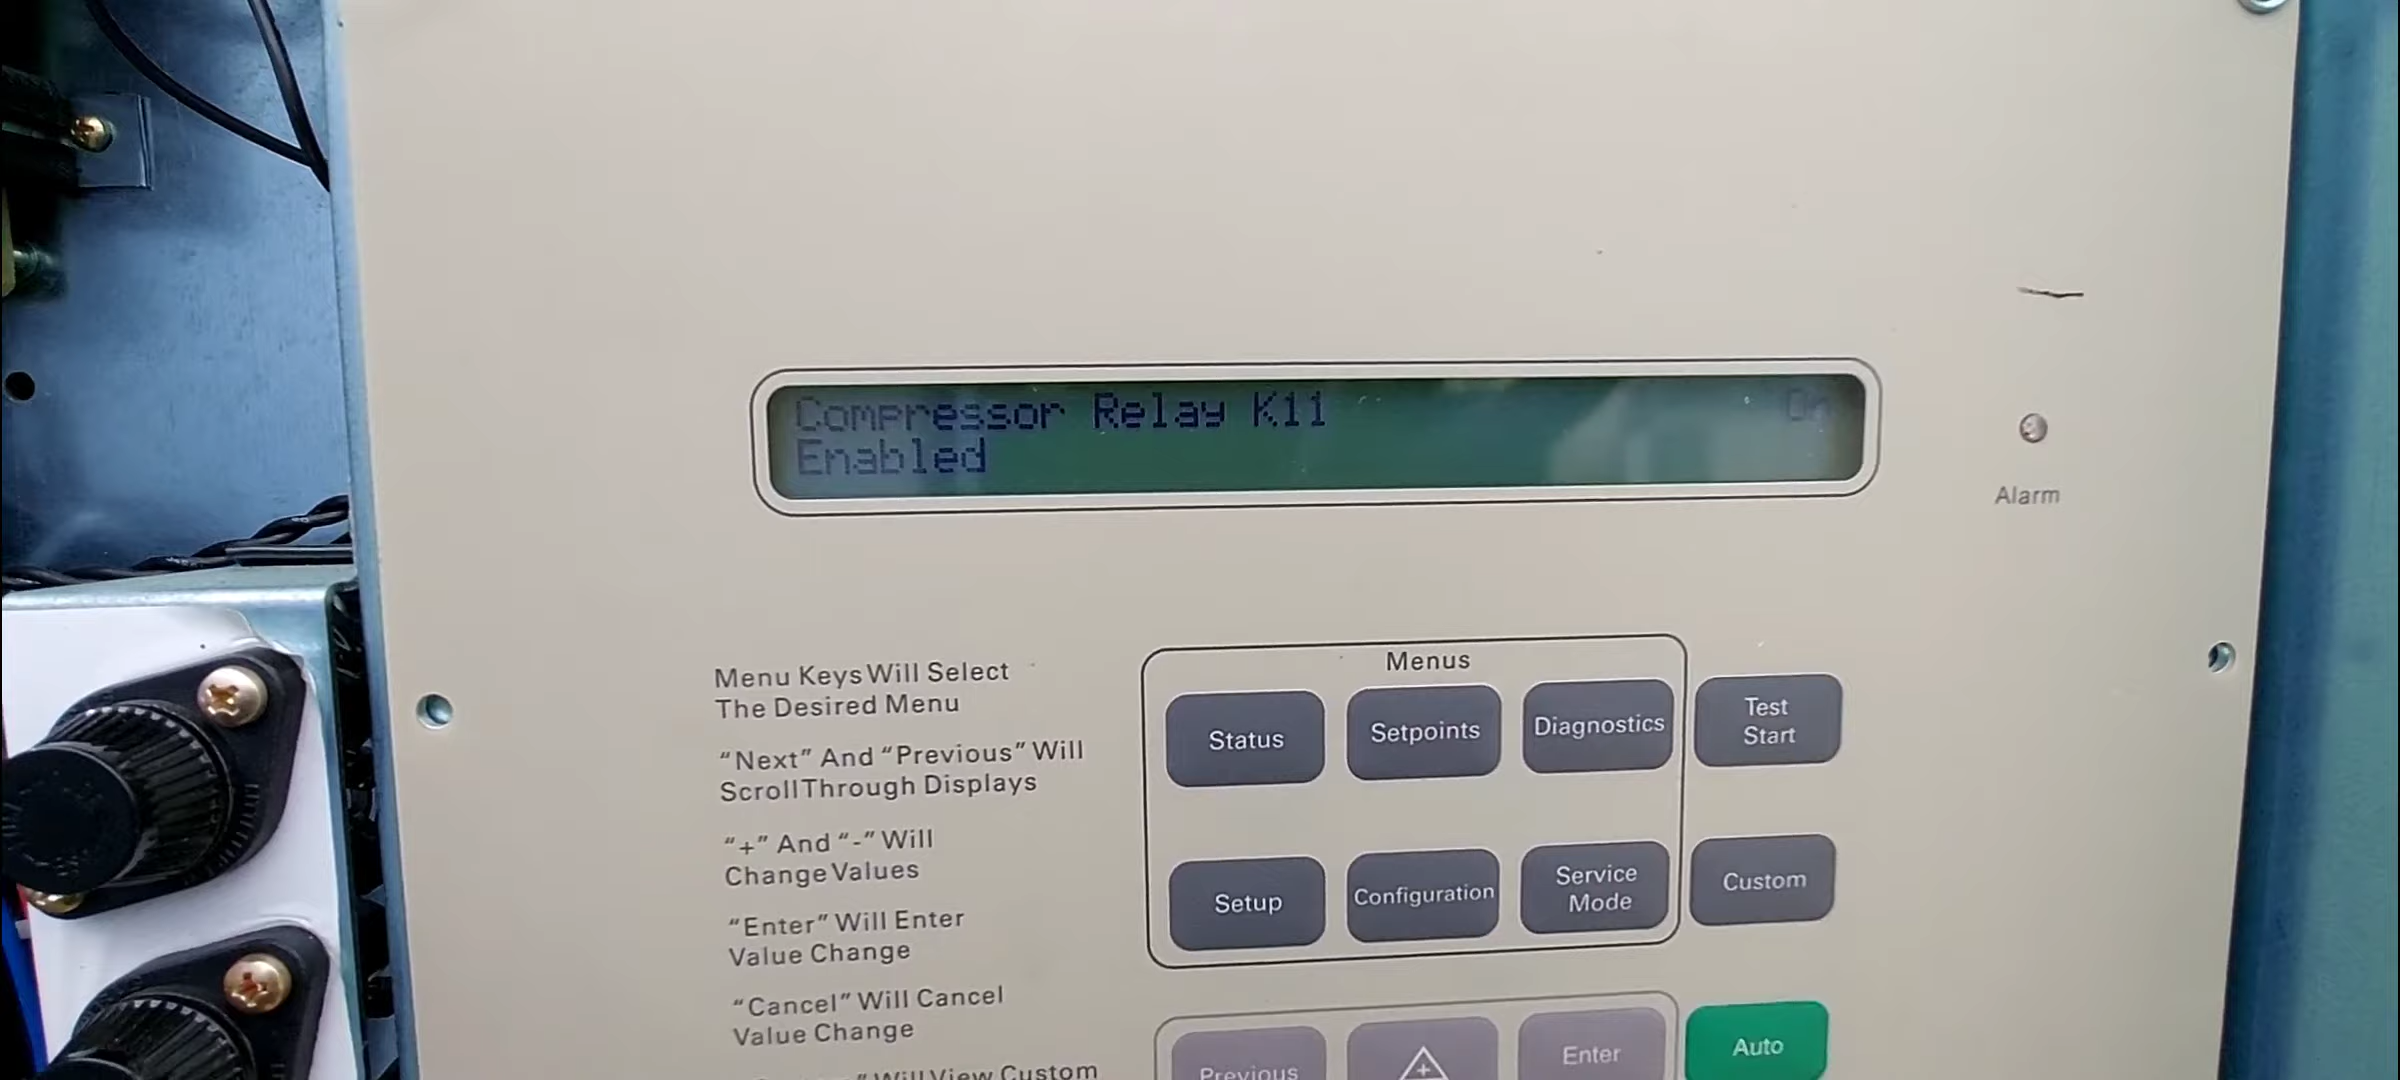 Compressor Relay K11 On
Enabled
Alarm
Menu Keys Will Select
The Desired Menu
"Next" And "Previous" Will
Scroll Through Displays
"+" And "-" Will
Change Values
"Enter" Will Enter
Value Change
"Cancel" Will Cancel
Value Change
" Will View Custom
Menus
Status
Setpoints
Diagnostics
Test
Start
Setup
Configuration
Service
Mode
Custom
Previous
+
Enter
Auto